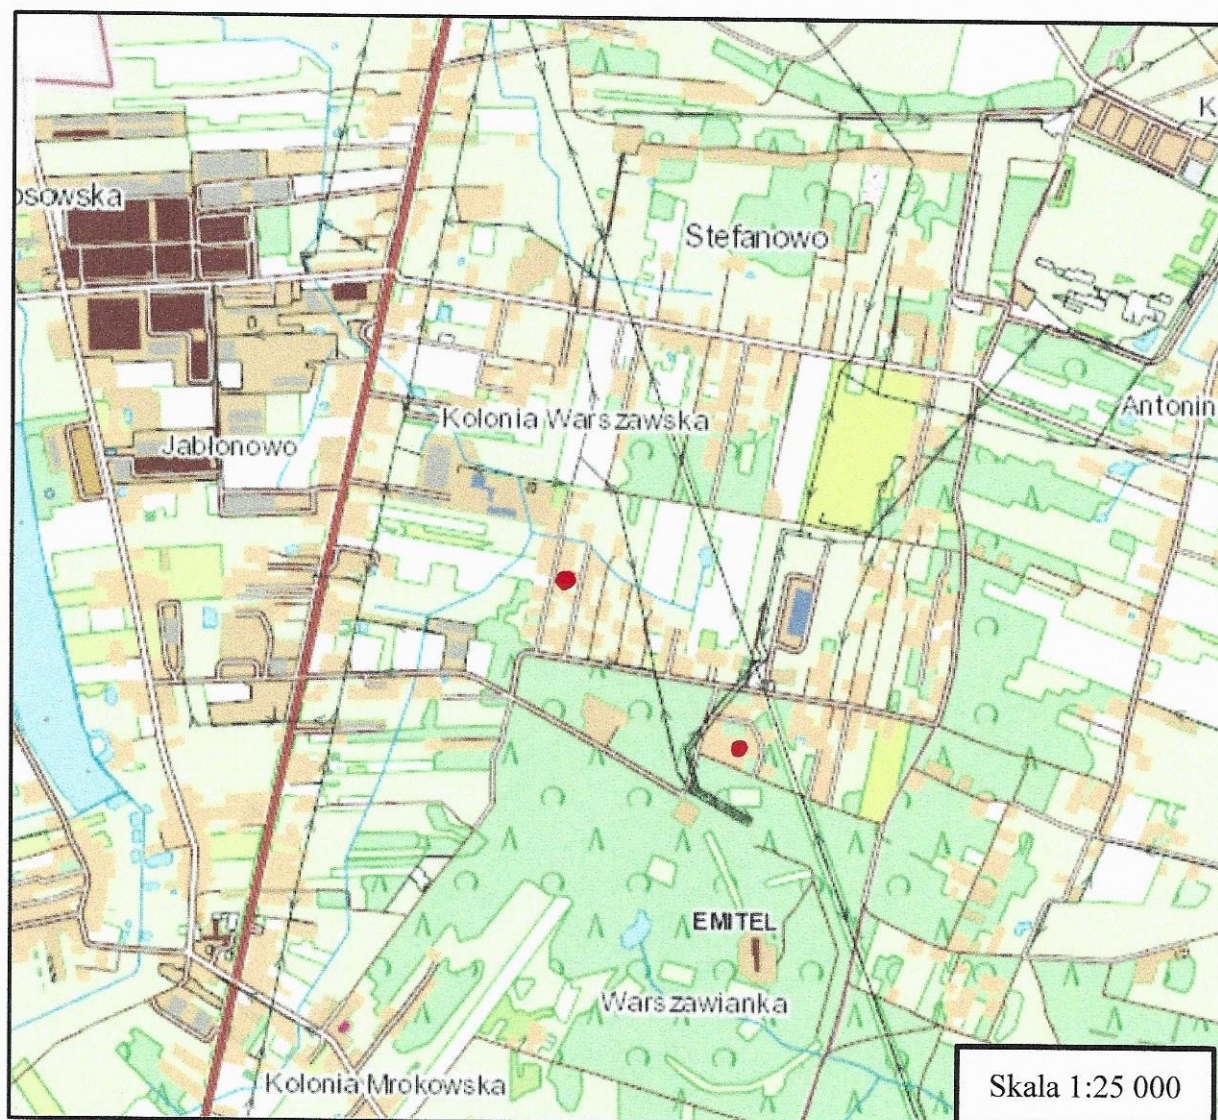 K
osowska
Stefanowo
Antonin
Kolonia Warszawska
Jabłonowo
EMITEL
Warszawianka
Kolonia Mrokowska
Skala 1:25 000